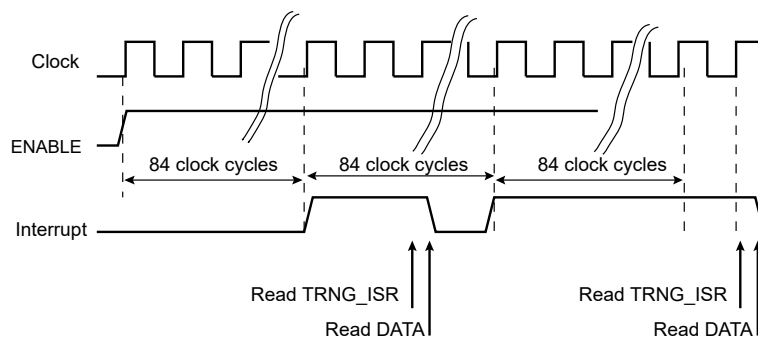 Clock
ENABLE
84 clock cycles 84 clock cycles 84 clock cycles
Interrupt
Read TRNG_ISR Read TRNG_ISR
Read DATA Read DATA